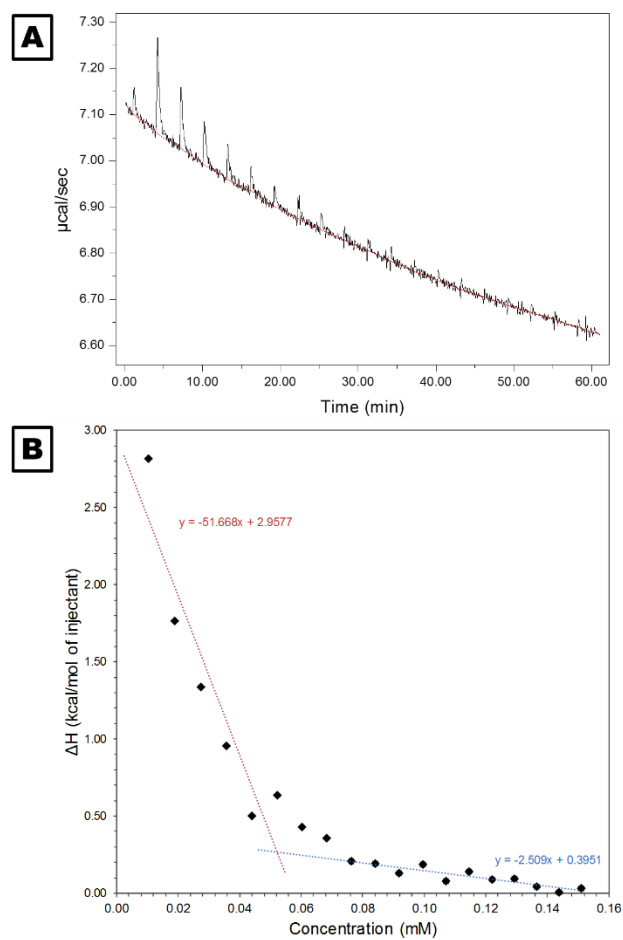 A
7.30
7.20
7.10
7.00
6.90
6.80
6.70
6.60
µcal/sec
0.00 10.00 20.00 30.00 40.00 50.00 60.00
Time (min)
B
3.00
2.50
2.00
1.50
1.00
0.50
0.00
ΔH (kcal/mol of injectant)
y = -51.668x + 2.9577
y = -2.509x + 0.3951
0.00 0.02 0.04 0.06 0.08 0.10 0.12 0.14 0.16
Concentration (mM)